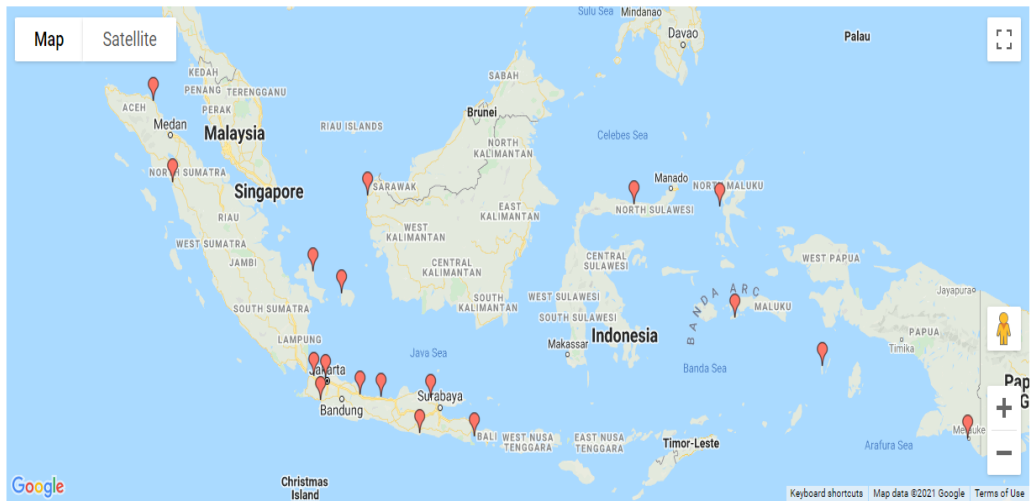 Map
Satellite
Sulu Sea
Mindanao
Davao
Palau
KEDAH
PENANG
TERENGGANU
PERAK
ACEH
Medan
Malaysia
RIAU ISLANDS
SABAH
Brunei
NORTH
KALIMANTAN
Celebes Sea
NORTH SUMATRA
Singapore
SARAWAK
Manado
NORTH MALUKU
NORTH SULAWESI
RIAU
WEST
KALIMANTAN
EAST
KALIMANTAN
WEST SUMATRA
JAMBI
CENTRAL
KALIMANTAN
CENTRAL
SULAWESI
WEST PAPUA
SOUTH SUMATRA
SOUTH
KALIMANTAN
WEST SULAWESI
SOUTH SULAWESI
BANDA ARC
MALUKU
Jayapura
LAMPUNG
Makassar
Indonesia
PAPUA
Timika
Java Sea
Banda Sea
Jakarta
Bandung
Surabaya
BALI
WEST NUSA
TENGGARA
EAST NUSA
TENGGARA
Timor-Leste
Arafura Sea
Merauke
Pap
G
Christmas
Island
Google
Keyboard shortcuts
Map data ©2021 Google
Terms of Use